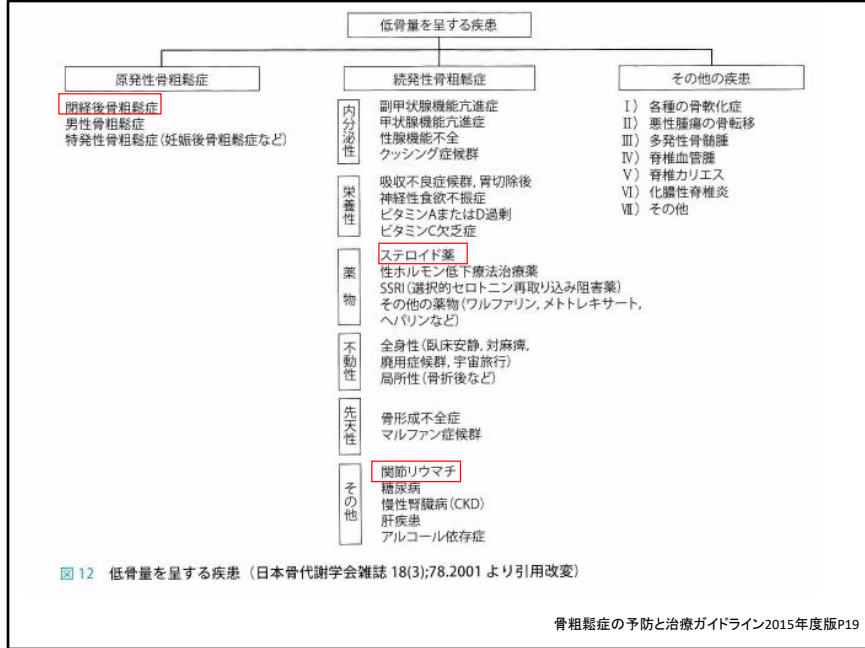 低骨量を呈する疾患
原発性骨粗鬆症
閉経後骨粗鬆症
男性骨粗鬆症
特発性骨粗鬆症(妊娠後骨粗鬆症など)
続発性骨粗鬆症
内分泌性
副甲状腺機能亢進症
甲状腺機能亢進症
性腺機能不全
クッシング症候群
栄養性
吸収不良症候群, 胃切除後
神経性食欲不振症
ビタミンAまたはD過剰
ビタミンC欠乏症
薬物
ステロイド薬
性ホルモン低下療法治療薬
SSRI(選択的セロトニン再取り込み阻害薬)
その他の薬物(ワルファリン, メトトレキサート,
ヘパリンなど)
不動性
全身性(臥床安静, 対麻痺,
廃用症候群, 宇宙旅行)
局所性(骨折後など)
先天性
骨形成不全症
マルファン症候群
その他
関節リウマチ
糖尿病
慢性腎臓病(CKD)
肝疾患
アルコール依存症
その他の疾患
Ⅰ) 各種の骨軟化症
Ⅱ) 悪性腫瘍の骨転移
Ⅲ) 多発性骨髄腫
Ⅳ) 脊椎血管腫
Ⅴ) 脊椎カリエス
Ⅵ) 化膿性脊椎炎
Ⅶ) その他
図12 低骨量を呈する疾患(日本骨代謝学会雑誌 18(3);78.2001 より引用改変)
骨粗鬆症の予防と治療ガイドライン2015年度版P19